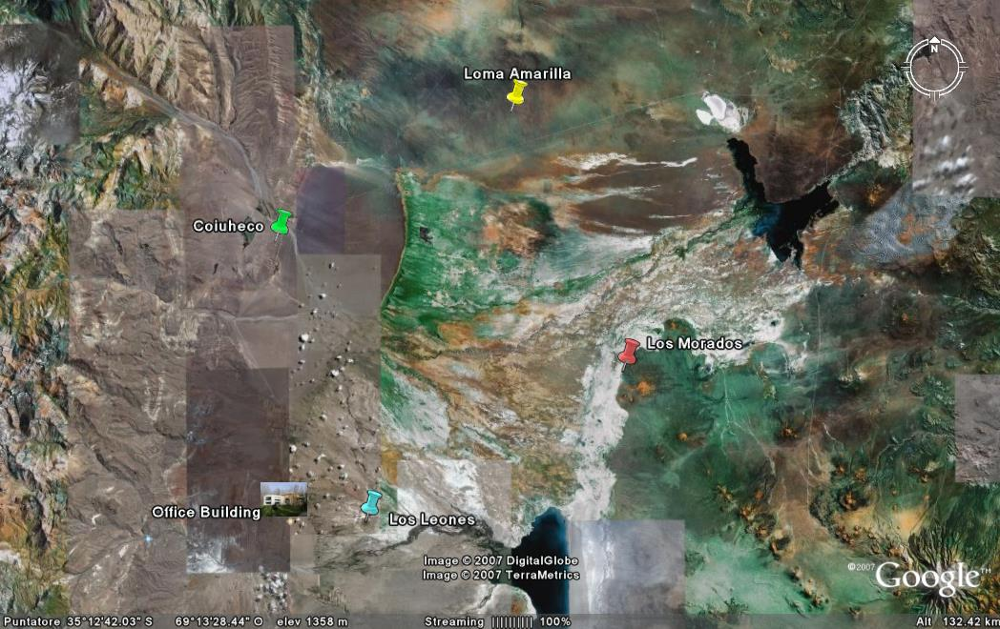 N
Loma Amarilla
Coiuheco
Los Morados
Office Building
Los Leones
Image © 2007 DigitalGlobe
Image © 2007 TerraMetrics
©2007 Google™
Puntatore 35°12'42.03" S 69°13'28.44" O elev 1358 m Streaming |||||||||| 100% Alt 132.42 km